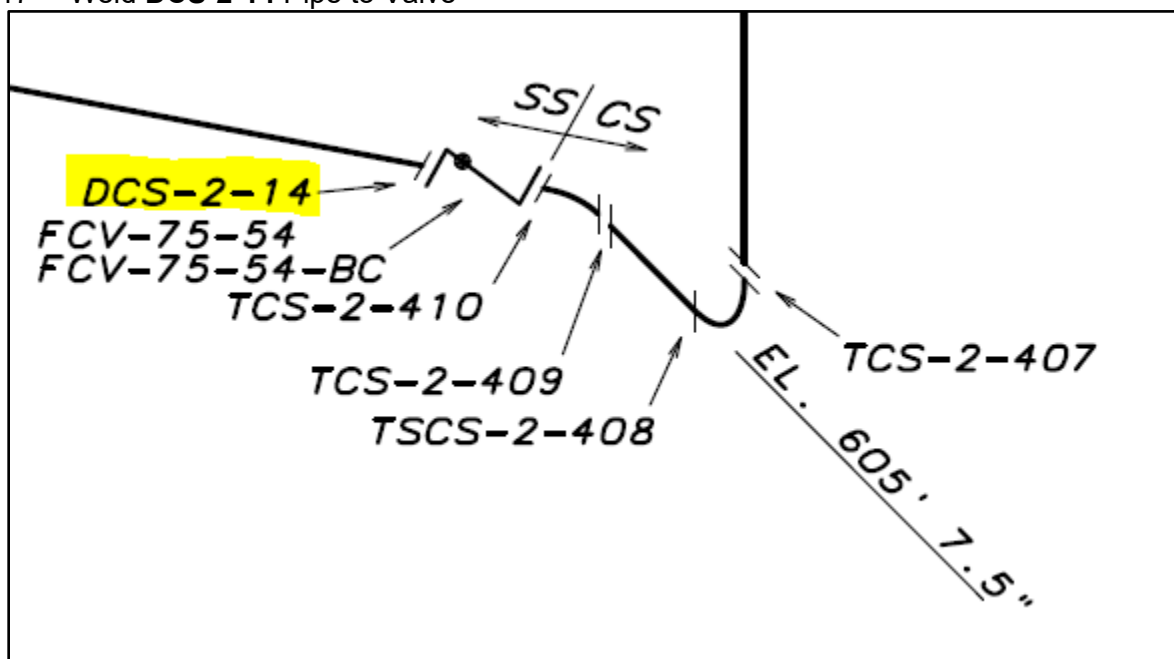 Weld DCS-2-14 Pipe to Valve
SS CS
DCS-2-14
FCV-75-54
FCV-75-54-BC
TCS-2-410
TCS-2-409
TSCS-2-408
TCS-2-407
EL. 605' 7.5"